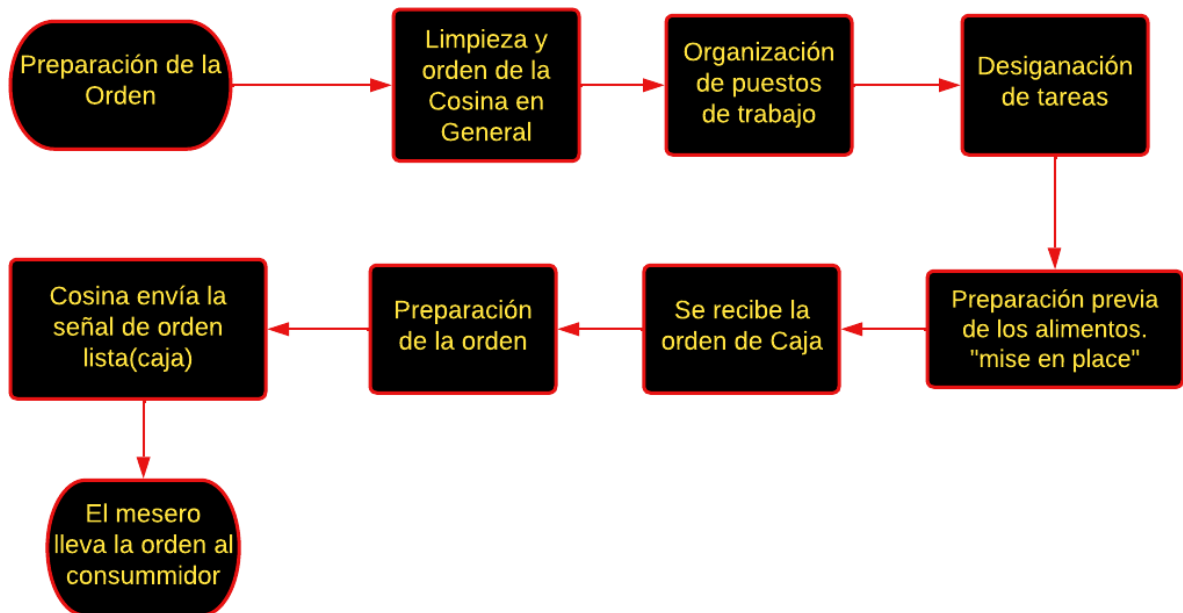 Preparación de la
Orden
Limpieza y
orden de la
Cosina en
General
Organización
de puestos
de trabajo
Desiganación
de tareas
Preparación previa
de los alimentos.
"mise en place"
Se recibe la
orden de Caja
Preparación
de la orden
Cosina envía la
señal de orden
lista(caja)
El mesero
lleva la orden al
consummidor